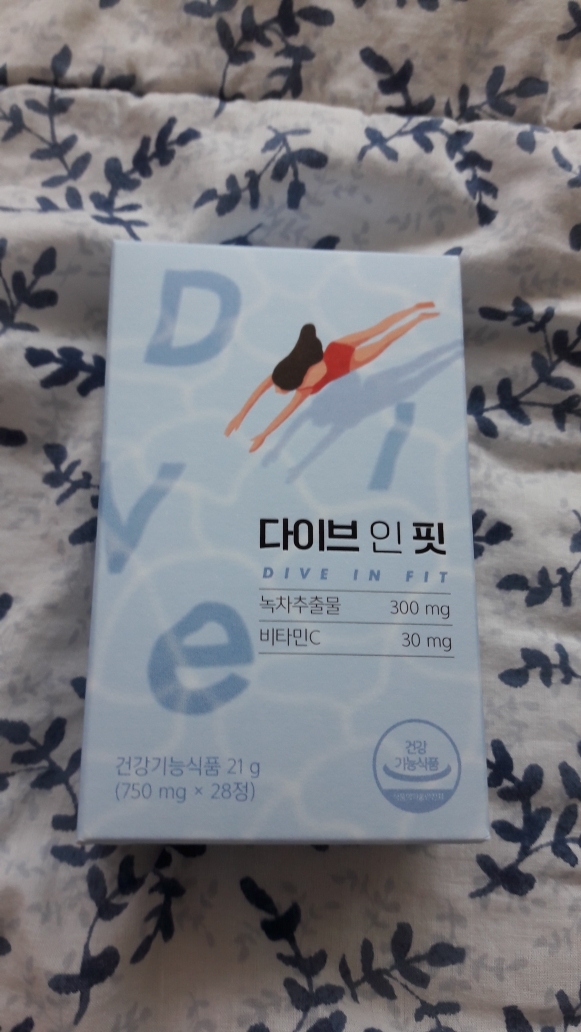 Dive
다이브 인 핏
DIVE IN FIT
녹차추출물 300 mg
비타민C 30 mg
건강
기능식품
건강기능식품 21 g
(750 mg × 28정)